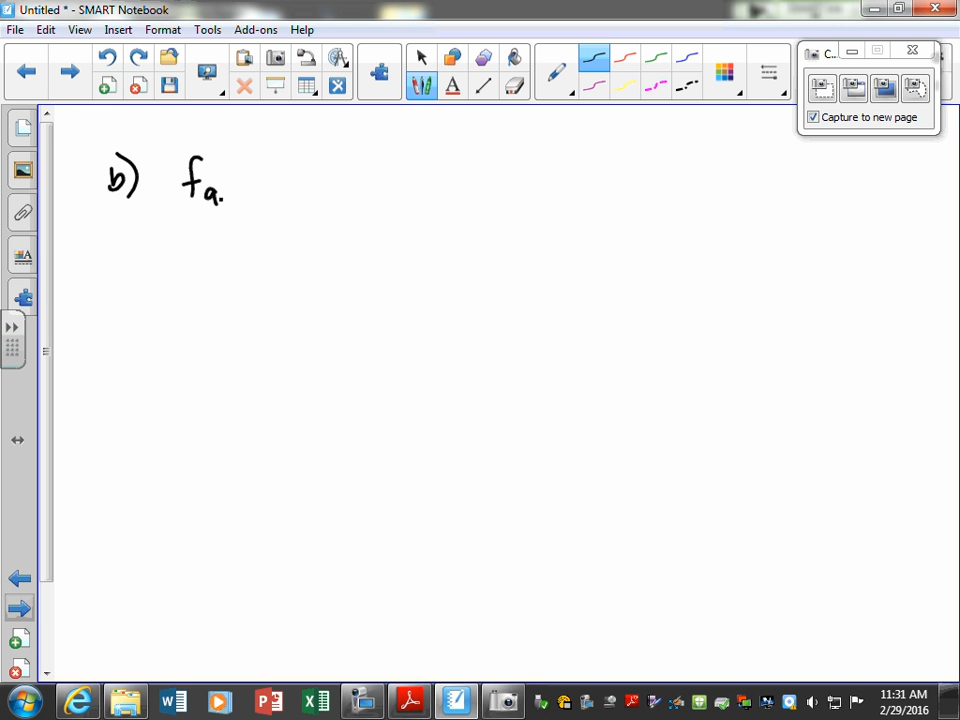 Untitled * - SMART Notebook
File Edit View Insert Format Tools Add-ons Help
C...
Capture to new page
b) fa.
11:31 AM
2/29/2016